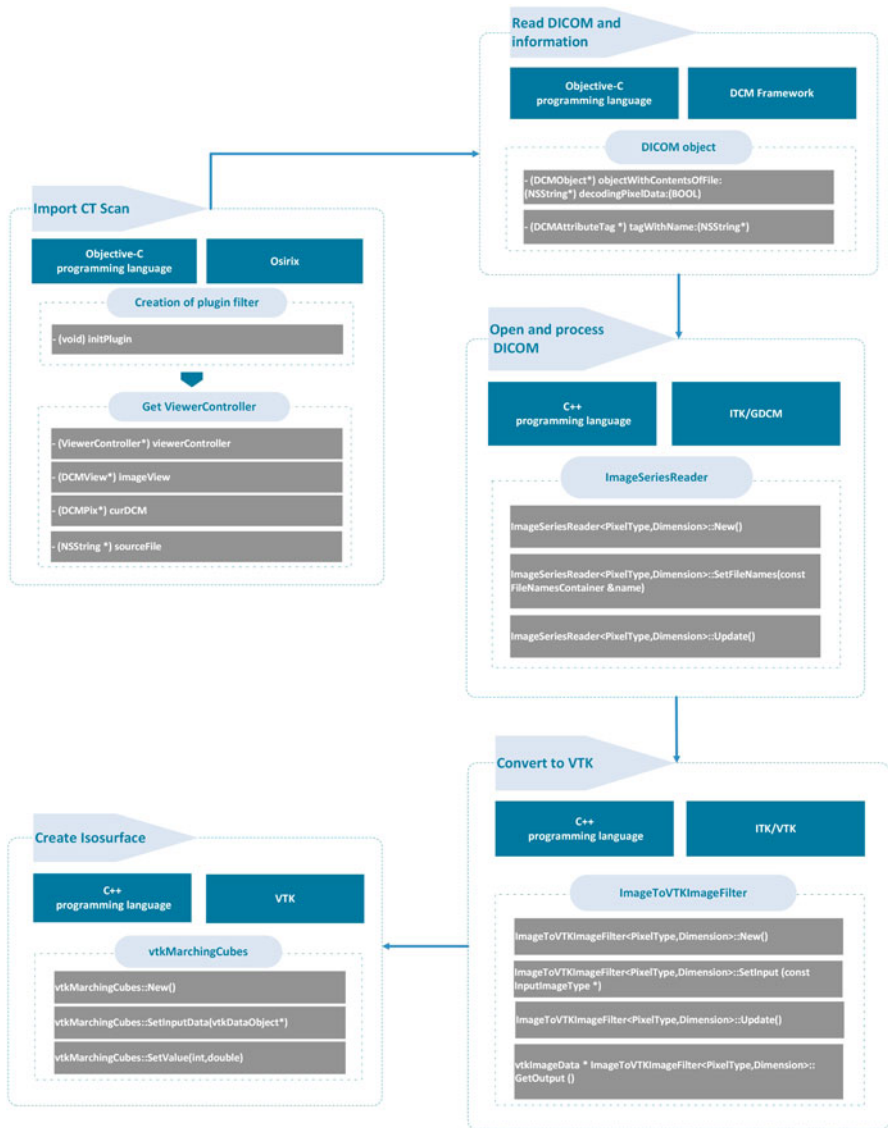 Read DICOM and
information
Objective-C
programming language
DCM Framework
DICOM object
- (DCMObject*) objectWithContentsOfFile:
(NSString*) decodingPixelData:(BOOL)
- (DCMAttributeTag *) tagWithName:(NSString*)
Import CT Scan
Objective-C
programming language
Osirix
Creation of plugin filter
- (void) initPlugin
Get ViewerController
- (ViewerController*) viewerController
- (DCMView*) imageView
- (DCMPix*) curDCM
- (NSString *) sourceFile
Open and process
DICOM
C++
programming language
ITK/GDCM
ImageSeriesReader
ImageSeriesReader<PixelType,Dimension>::New()
ImageSeriesReader<PixelType,Dimension>::SetFileNames(const
FileNamesContainer &name)
ImageSeriesReader<PixelType,Dimension>::Update()
Convert to VTK
C++
programming language
ITK/VTK
ImageToVTKImageFilter
ImageToVTKImageFilter<PixelType,Dimension>::New()
ImageToVTKImageFilter<PixelType,Dimension>::SetInput (const
InputImageType *)
ImageToVTKImageFilter<PixelType,Dimension>::Update()
vtkImageData * ImageToVTKImageFilter<PixelType,Dimension>::
GetOutput ()
Create Isosurface
C++
programming language
VTK
vtkMarchingCubes
vtkMarchingCubes::New()
vtkMarchingCubes::SetInputData(vtkDataObject*)
vtkMarchingCubes::SetValue(int,double)